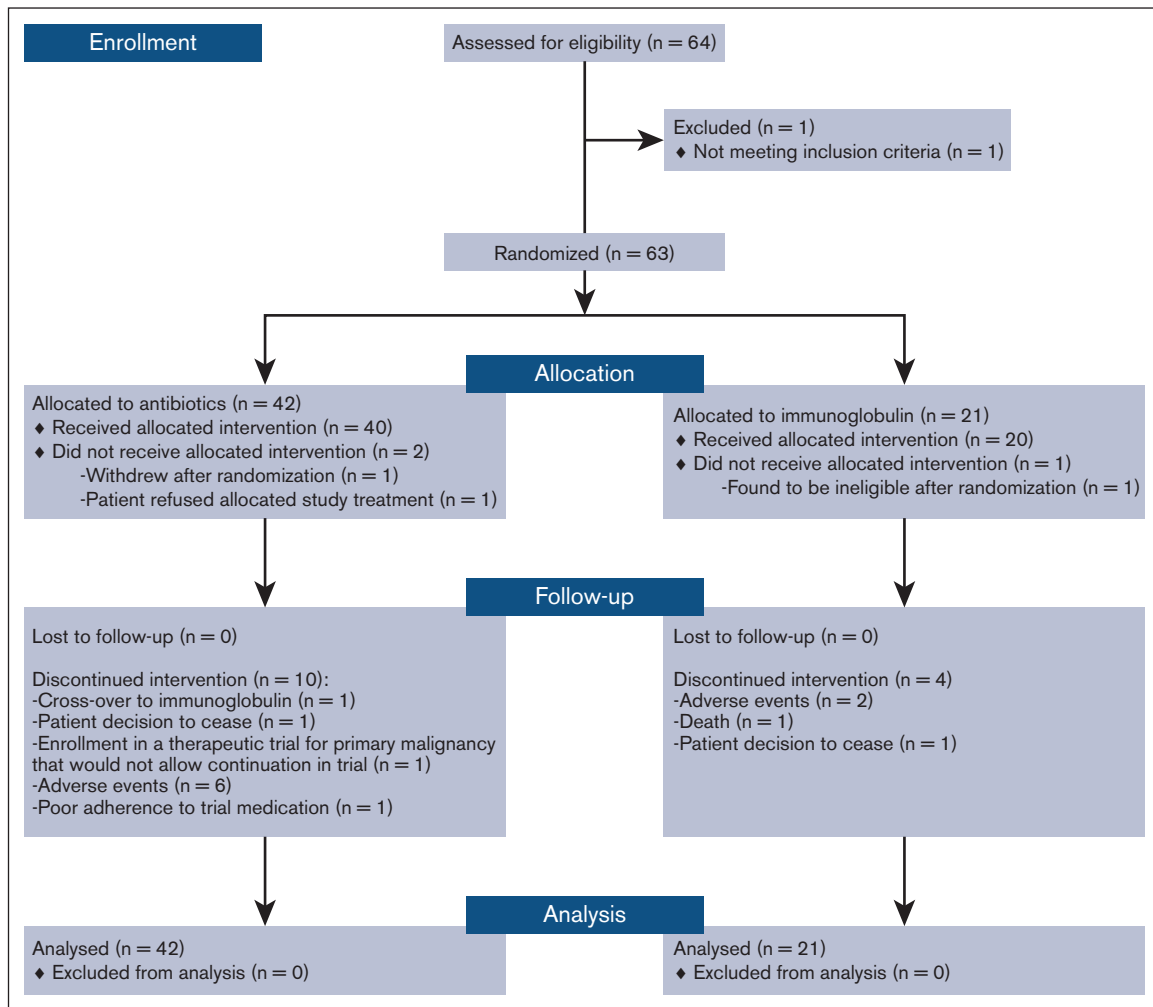 Enrollment
Assessed for eligibility (n = 64)
Excluded (n = 1)
♦ Not meeting inclusion criteria (n = 1)
Randomized (n = 63)
Allocation
Allocated to antibiotics (n = 42)
♦ Received allocated intervention (n = 40)
♦ Did not receive allocated intervention (n = 2)
-Withdrew after randomization (n = 1)
-Patient refused allocated study treatment (n = 1)
Allocated to immunoglobulin (n = 21)
♦ Received allocated intervention (n = 20)
♦ Did not receive allocated intervention (n = 1)
-Found to be ineligible after randomization (n = 1)
Follow-up
Lost to follow-up (n = 0)
Discontinued intervention (n = 10):
-Cross-over to immunoglobulin (n = 1)
-Patient decision to cease (n = 1)
-Enrollment in a therapeutic trial for primary malignancy
that would not allow continuation in trial (n = 1)
-Adverse events (n = 6)
-Poor adherence to trial medication (n = 1)
Lost to follow-up (n = 0)
Discontinued intervention (n = 4)
-Adverse events (n = 2)
-Death (n = 1)
-Patient decision to cease (n = 1)
Analysis
Analysed (n = 42)
♦ Excluded from analysis (n = 0)
Analysed (n = 21)
♦ Excluded from analysis (n = 0)